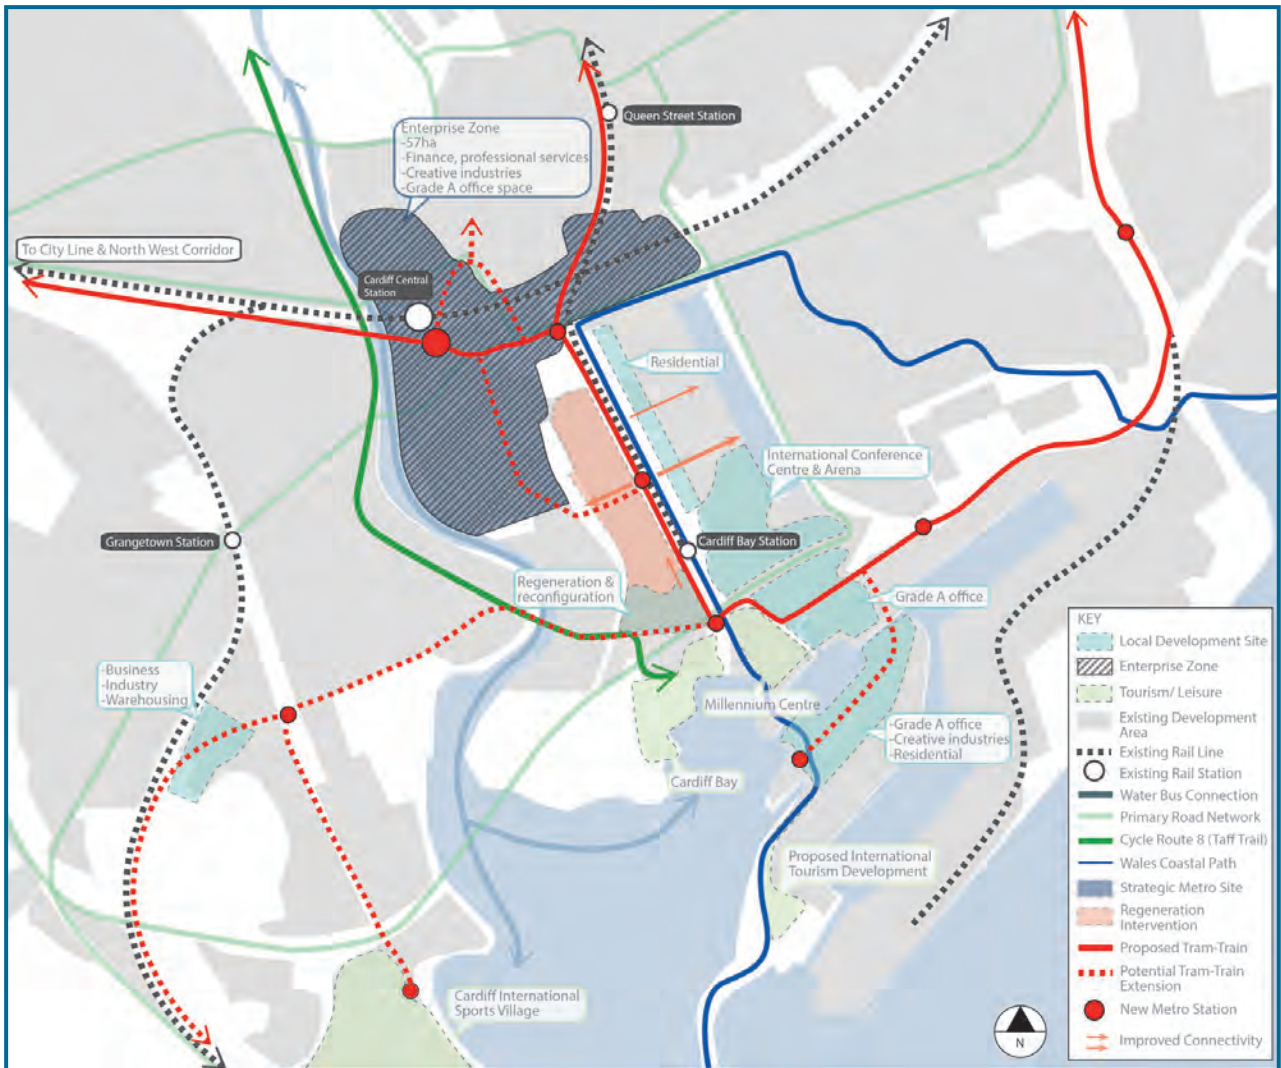 Queen Street Station
Enterprise Zone
-57ha
-Finance, professional services
-Creative industries
-Grade A office space
To City Line & North West Corridor
Cardiff Central
Station
Residential
International Conference
Centre & Arena
Grangetown Station
Cardiff Bay Station
Regeneration &
reconfiguration
Grade A office
-Business
-Industry
-Warehousing
Millennium Centre
-Grade A office
-Creative industries
-Residential
Cardiff Bay
Proposed International
Tourism Development
Cardiff International
Sports Village
N
KEY
Local Development Site
Enterprise Zone
Tourism/ Leisure
Existing Development
Area
Existing Rail Line
Existing Rail Station
Water Bus Connection
Primary Road Network
Cycle Route 8 (Taff Trail)
Wales Coastal Path
Strategic Metro Site
Regeneration
Intervention
Proposed Tram-Train
Potential Tram-Train
Extension
New Metro Station
Improved Connectivity